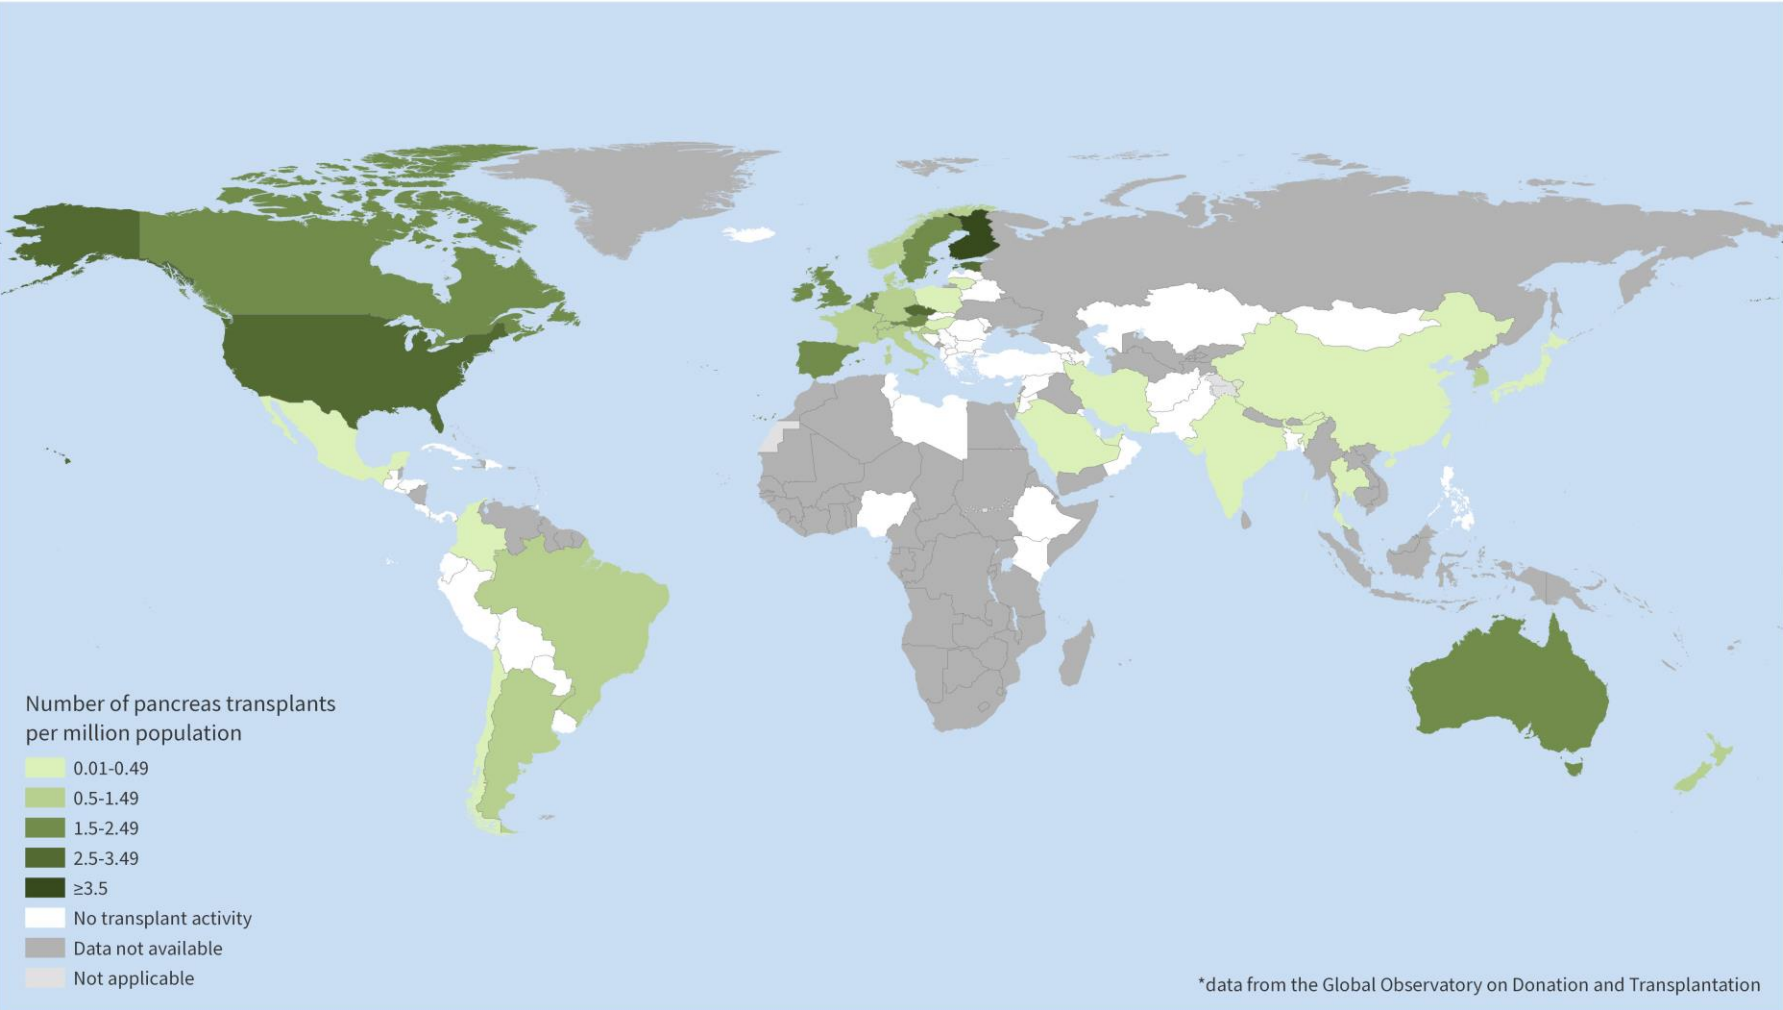 Number of pancreas transplants
per million population
0.01-0.49
0.5-1.49
1.5-2.49
2.5-3.49
≥3.5
No transplant activity
Data not available
Not applicable
*data from the Global Observatory on Donation and Transplantation